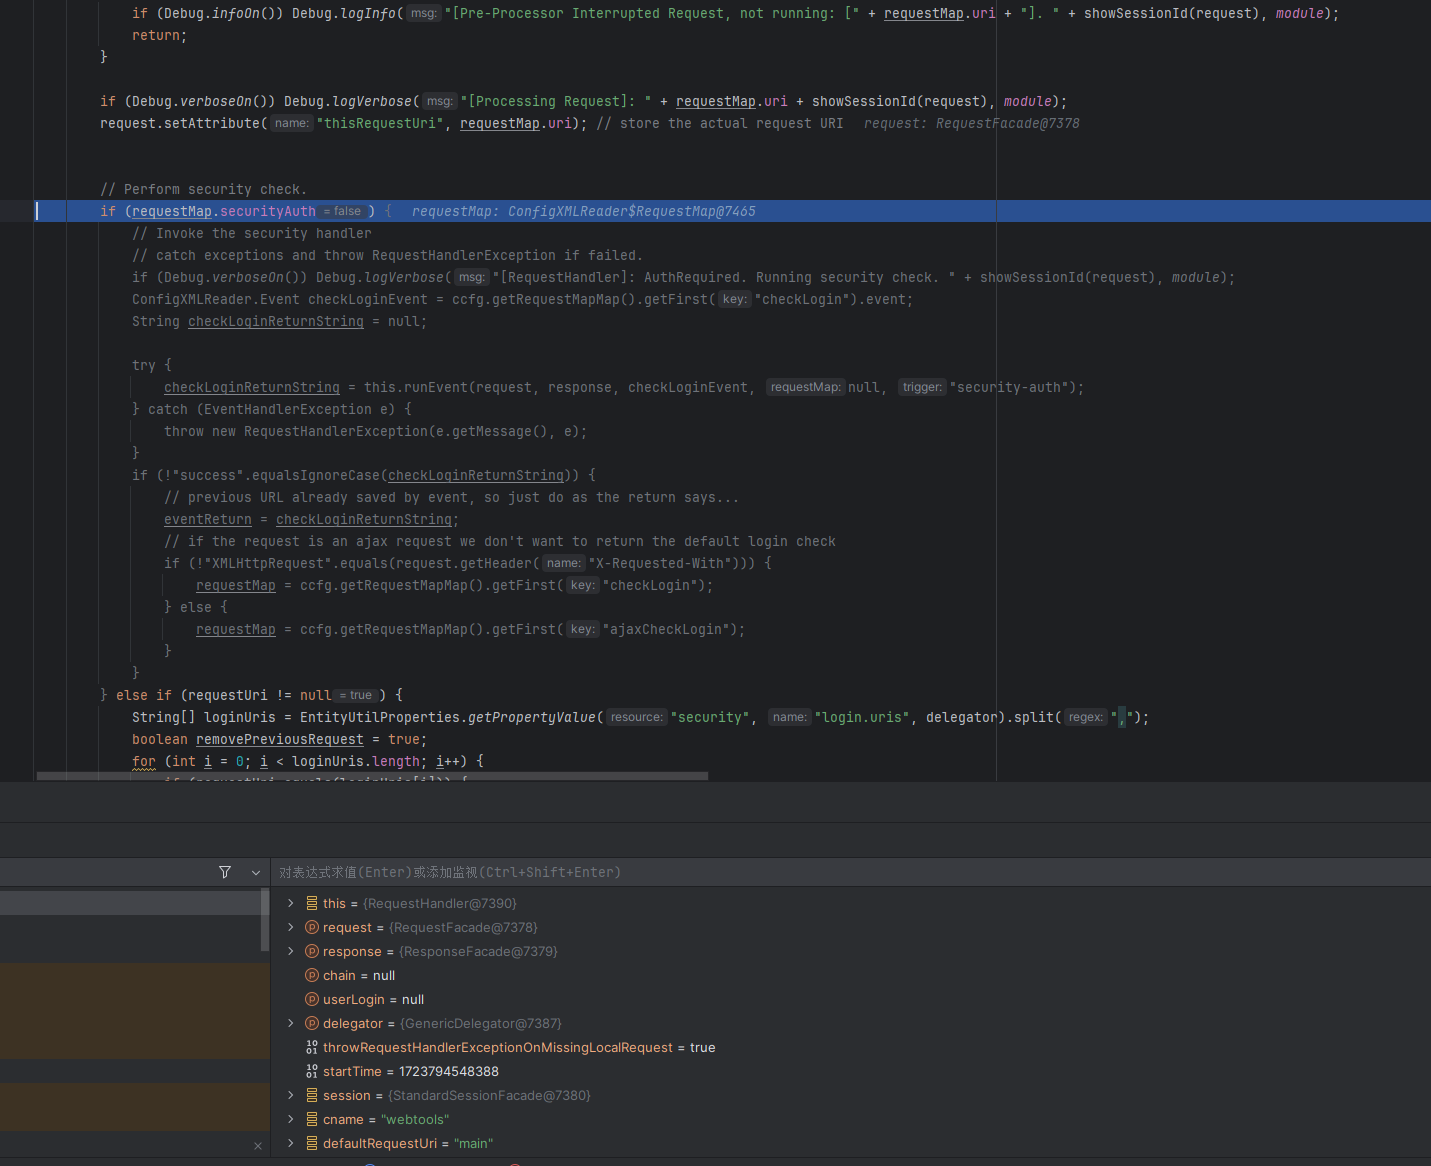 if (Debug.infoOn()) Debug.logInfo( msg: "[Pre-Processor Interrupted Request, not running: [" + requestMap.uri + "]. " + showSessionId(request), module);
return;
}
if (Debug.verboseOn()) Debug.logVerbose( msg: "[Processing Request]: " + requestMap.uri + showSessionId(request), module);
request.setAttribute( name: "thisRequestUri", requestMap.uri); // store the actual request URI request: RequestFacade@7378
// Perform security check.
if (requestMap.securityAuth = false ) { requestMap: ConfigXMLReader$RequestMap@7465
// Invoke the security handler
// catch exceptions and throw RequestHandlerException if failed.
if (Debug.verboseOn()) Debug.logVerbose( msg: "[RequestHandler]: AuthRequired. Running security check. " + showSessionId(request), module);
ConfigXMLReader.Event checkLoginEvent = ccfg.getRequestMapMap().getFirst( key: "checkLogin").event;
String checkLoginReturnString = null;
try {
checkLoginReturnString = this.runEvent(request, response, checkLoginEvent, requestMap: null, trigger: "security-auth");
} catch (EventHandlerException e) {
throw new RequestHandlerException(e.getMessage(), e);
}
if (!"success".equalsIgnoreCase(checkLoginReturnString)) {
// previous URL already saved by event, so just do as the return says...
eventReturn = checkLoginReturnString;
// if the request is an ajax request we don't want to return the default login check
if (!"XMLHttpRequest".equals(request.getHeader( name: "X-Requested-With"))) {
requestMap = ccfg.getRequestMapMap().getFirst( key: "checkLogin");
} else {
requestMap = ccfg.getRequestMapMap().getFirst( key: "ajaxCheckLogin");
}
}
} else if (requestUri != null = true ) {
String[] loginUris = EntityUtilProperties.getPropertyValue( resource: "security", name: "login.uris", delegator).split( regex: ",");
boolean removePreviousRequest = true;
for (int i = 0; i < loginUris.length; i++) {
if (requestUri.equals(loginUris[i])) {
对表达式求值(Enter)或添加监视(Ctrl+Shift+Enter)
this = {RequestHandler@7390}
request = {RequestFacade@7378}
response = {ResponseFacade@7379}
chain = null
userLogin = null
delegator = {GenericDelegator@7387}
throwRequestHandlerExceptionOnMissingLocalRequest = true
startTime = 1723794548388
session = {StandardSessionFacade@7380}
cname = "webtools"
defaultRequestUri = "main"